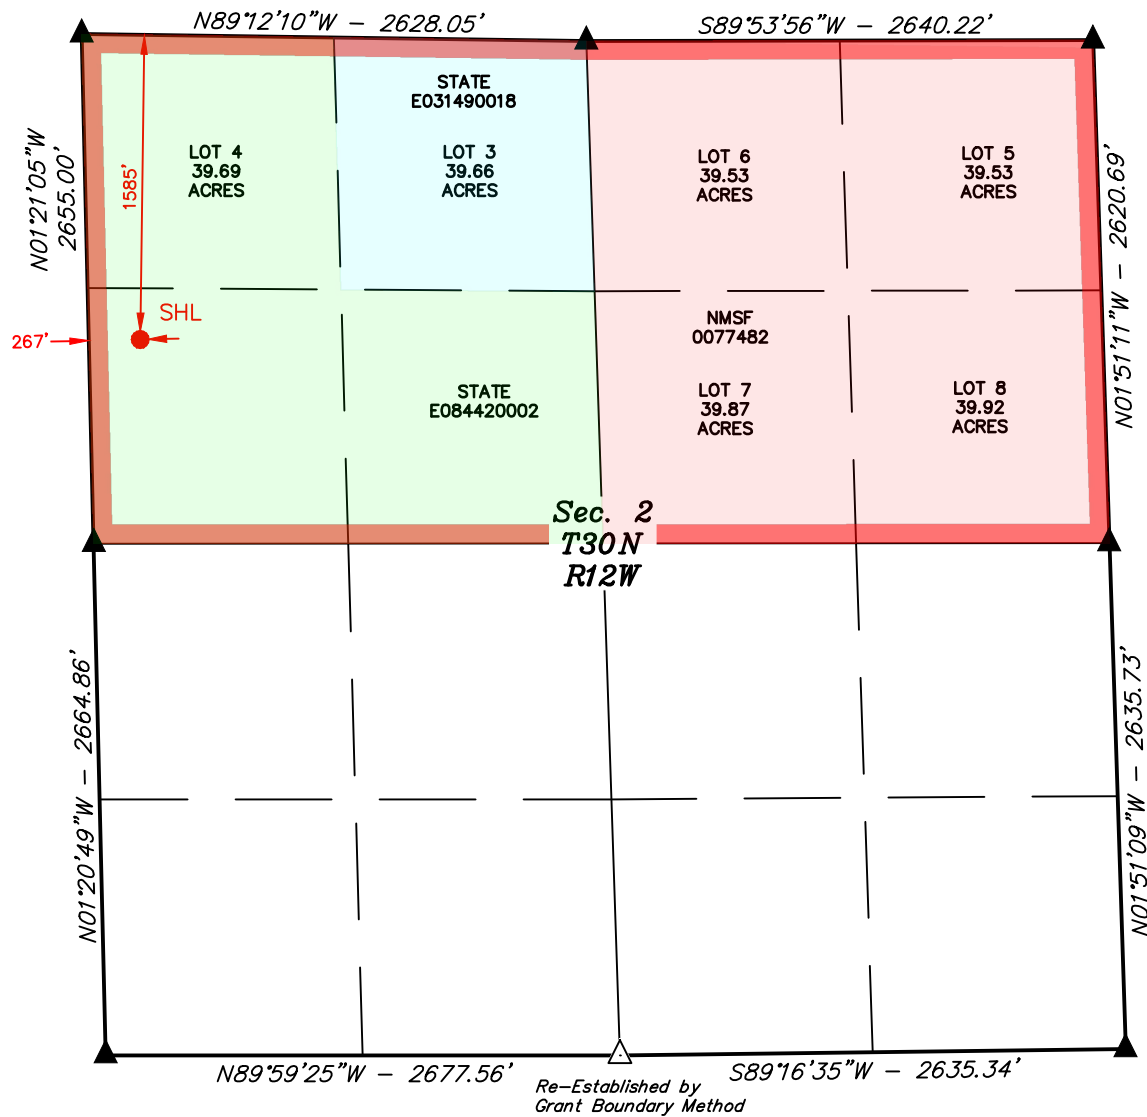 N89°12'10"W – 2628.05'
S89°53'56"W – 2640.22'
N01°21'05"W
2655.00'
1585'
STATE
E031490018
LOT 4
39.69
ACRES
LOT 3
39.66
ACRES
LOT 6
39.53
ACRES
LOT 5
39.53
ACRES
N01°51'11"W – 2620.69'
SHL
267'
NMSF
0077482
STATE
E084420002
LOT 7
39.87
ACRES
LOT 8
39.92
ACRES
Sec. 2
T30N
R12W
N01°20'49"W – 2664.86'
N01°51'09"W – 2635.73'
N89°59'25"W – 2677.56'
S89°16'35"W – 2635.34'
Re–Established by
Grant Boundary Method